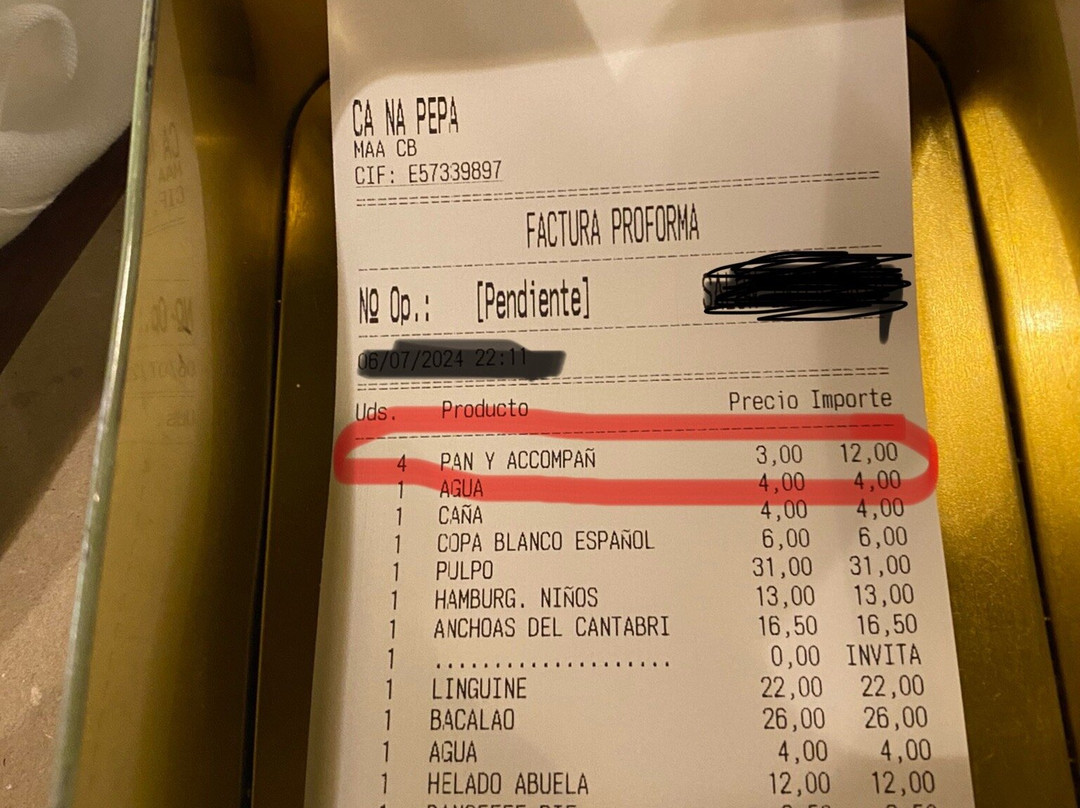 CA NA PEPA
MAA CB
CIF: E57339897
FACTURA PROFORMA
Nº Op.: [Pendiente]
06/07/2024 22:11
Uds. Producto Precio Importe
4 PAN Y ACCOMPAÑ 3,00 12,00
1 AGUA 4,00 4,00
1 CAÑA 4,00 4,00
1 COPA BLANCO ESPAÑOL 6,00 6,00
1 PULPO 31,00 31,00
1 HAMBURG. NIÑOS 13,00 13,00
1 ANCHOAS DEL CANTABRI 16,50 16,50
1 ..................... 0,00 INVITA
1 LINGUINE 22,00 22,00
1 BACALAO 26,00 26,00
1 AGUA 4,00 4,00
1 HELADO ABUELA 12,00 12,00